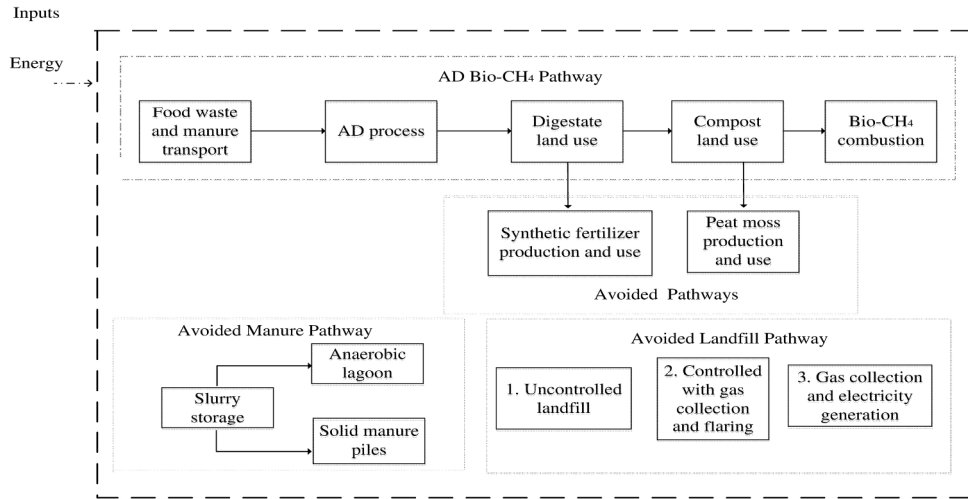 Inputs
Energy
AD Bio-CH₄ Pathway
Food waste
and manure
transport
AD process
Digestate
land use
Compost
land use
Bio-CH₄
combustion
Synthetic fertilizer
production and use
Peat moss
production
and use
Avoided Pathways
Avoided Manure Pathway
Slurry
storage
Anaerobic
lagoon
Solid manure
piles
Avoided Landfill Pathway
1. Uncontrolled
landfill
2. Controlled
with gas
collection
and flaring
3. Gas collection
and electricity
generation